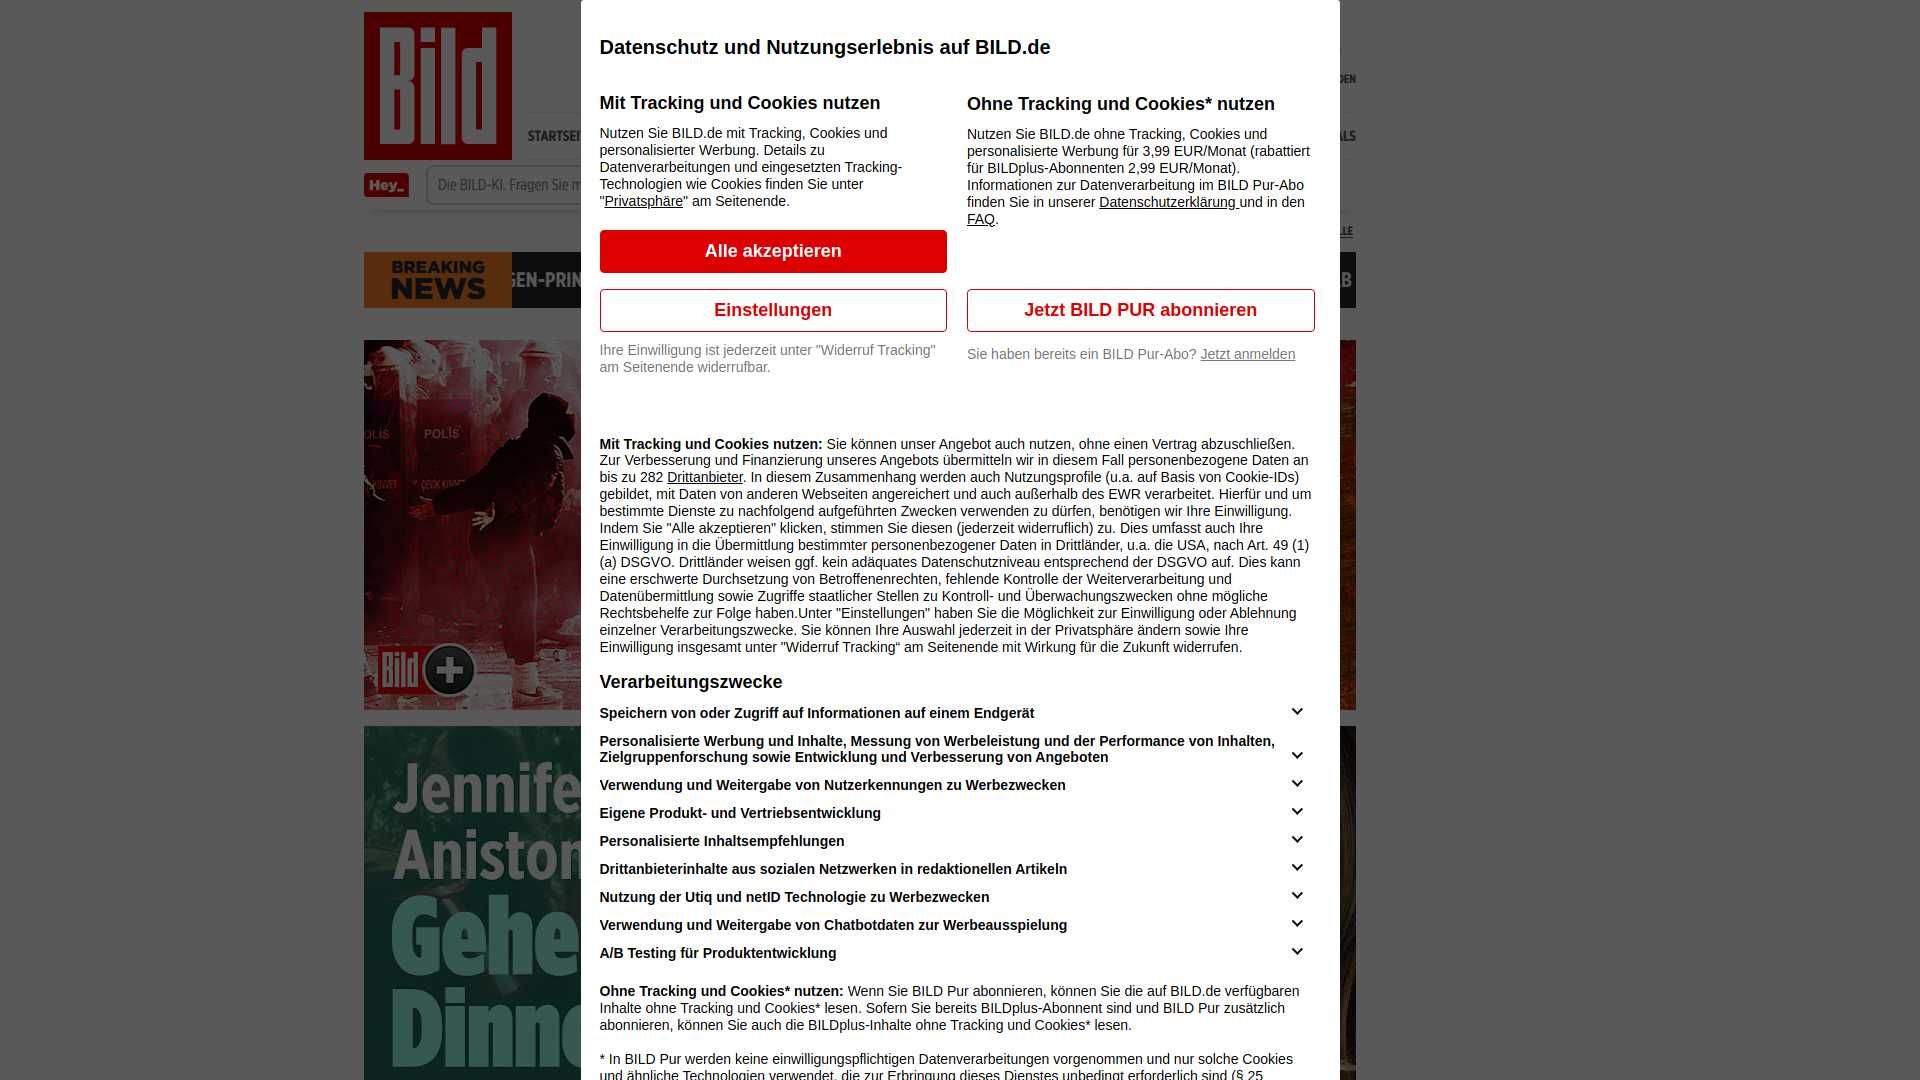 Bild
STARTSEI
Hey_
Die BILD-KI. Fragen Sie m
BREAKING
NEWS
GEN-PRIN
POLİS
ÇEVİK KUVVET
Bild
Jennife
Aniston
Gehe
Dinne
Datenschutz und Nutzungserlebnis auf BILD.de
Mit Tracking und Cookies nutzen
Nutzen Sie BILD.de mit Tracking, Cookies und
personalisierter Werbung. Details zu
Datenverarbeitungen und eingesetzten Tracking-
Technologien wie Cookies finden Sie unter
"Privatsphäre" am Seitenende.
Alle akzeptieren
Einstellungen
Ihre Einwilligung ist jederzeit unter "Widerruf Tracking"
am Seitenende widerrufbar.
Ohne Tracking und Cookies* nutzen
Nutzen Sie BILD.de ohne Tracking, Cookies und
personalisierte Werbung für 3,99 EUR/Monat (rabattiert
für BILDplus-Abonnenten 2,99 EUR/Monat).
Informationen zur Datenverarbeitung im BILD Pur-Abo
finden Sie in unserer Datenschutzerklärung und in den
FAQ.
Jetzt BILD PUR abonnieren
Sie haben bereits ein BILD Pur-Abo? Jetzt anmelden
Mit Tracking und Cookies nutzen: Sie können unser Angebot auch nutzen, ohne einen Vertrag abzuschließen.
Zur Verbesserung und Finanzierung unseres Angebots übermitteln wir in diesem Fall personenbezogene Daten an
bis zu 282 Drittanbieter. In diesem Zusammenhang werden auch Nutzungsprofile (u.a. auf Basis von Cookie-IDs)
gebildet, mit Daten von anderen Webseiten angereichert und auch außerhalb des EWR verarbeitet. Hierfür und um
bestimmte Dienste zu nachfolgend aufgeführten Zwecken verwenden zu dürfen, benötigen wir Ihre Einwilligung.
Indem Sie "Alle akzeptieren" klicken, stimmen Sie diesen (jederzeit widerruflich) zu. Dies umfasst auch Ihre
Einwilligung in die Übermittlung bestimmter personenbezogener Daten in Drittländer, u.a. die USA, nach Art. 49 (1)
(a) DSGVO. Drittländer weisen ggf. kein adäquates Datenschutzniveau entsprechend der DSGVO auf. Dies kann
eine erschwerte Durchsetzung von Betroffenenrechten, fehlende Kontrolle der Weiterverarbeitung und
Datenübermittlung sowie Zugriffe staatlicher Stellen zu Kontroll- und Überwachungszwecken ohne mögliche
Rechtsbehelfe zur Folge haben.Unter "Einstellungen" haben Sie die Möglichkeit zur Einwilligung oder Ablehnung
einzelner Verarbeitungszwecke. Sie können Ihre Auswahl jederzeit in der Privatsphäre ändern sowie Ihre
Einwilligung insgesamt unter "Widerruf Tracking“ am Seitenende mit Wirkung für die Zukunft widerrufen.
Verarbeitungszwecke
Speichern von oder Zugriff auf Informationen auf einem Endgerät
Personalisierte Werbung und Inhalte, Messung von Werbeleistung und der Performance von Inhalten,
Zielgruppenforschung sowie Entwicklung und Verbesserung von Angeboten
Verwendung und Weitergabe von Nutzerkennungen zu Werbezwecken
Eigene Produkt- und Vertriebsentwicklung
Personalisierte Inhaltsempfehlungen
Drittanbieterinhalte aus sozialen Netzwerken in redaktionellen Artikeln
Nutzung der Utiq und netID Technologie zu Werbezwecken
Verwendung und Weitergabe von Chatbotdaten zur Werbeausspielung
A/B Testing für Produktentwicklung
Ohne Tracking und Cookies* nutzen: Wenn Sie BILD Pur abonnieren, können Sie die auf BILD.de verfügbaren
Inhalte ohne Tracking und Cookies* lesen. Sofern Sie bereits BILDplus-Abonnent sind und BILD Pur zusätzlich
abonnieren, können Sie auch die BILDplus-Inhalte ohne Tracking und Cookies* lesen.
* In BILD Pur werden keine einwilligungspflichtigen Datenverarbeitungen vorgenommen und nur solche Cookies
und ähnliche Technologien verwendet, die zur Erbringung dieses Dienstes unbedingt erforderlich sind (§ 25
DEN
ALS
LLE
B